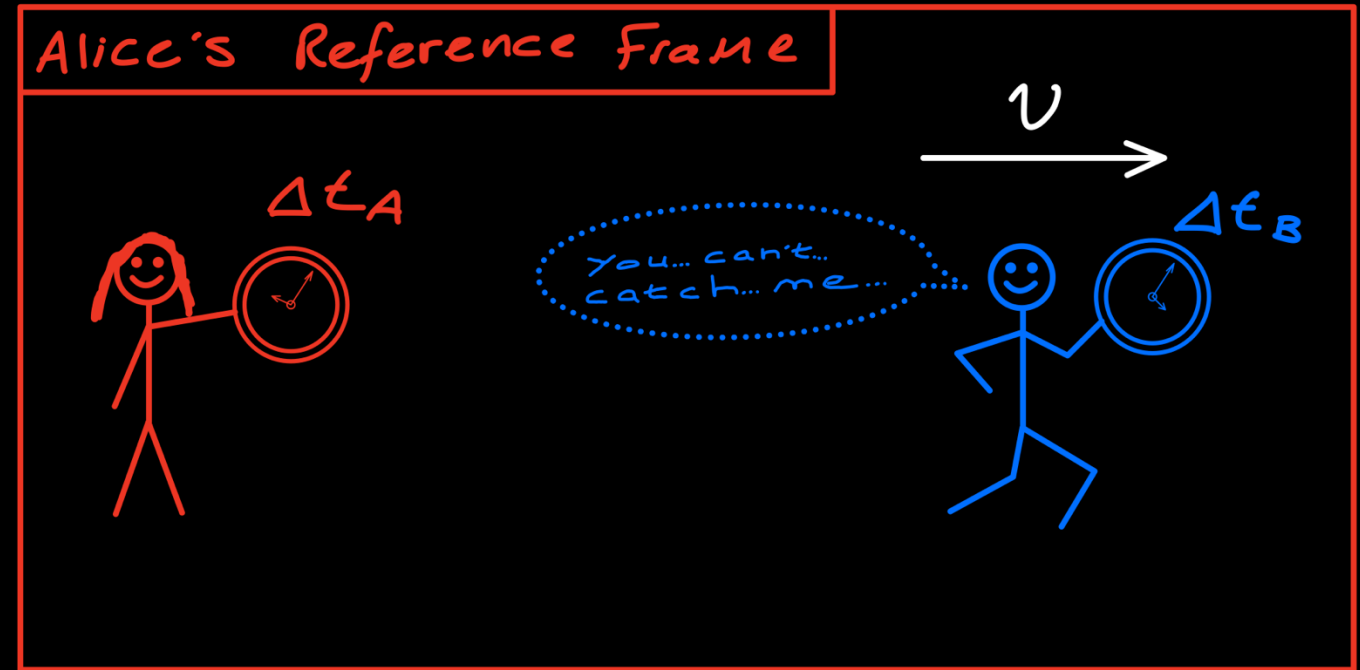 Alice's Reference Frame
v
Δt_A
Δt_B
you... can't...
catch... me...